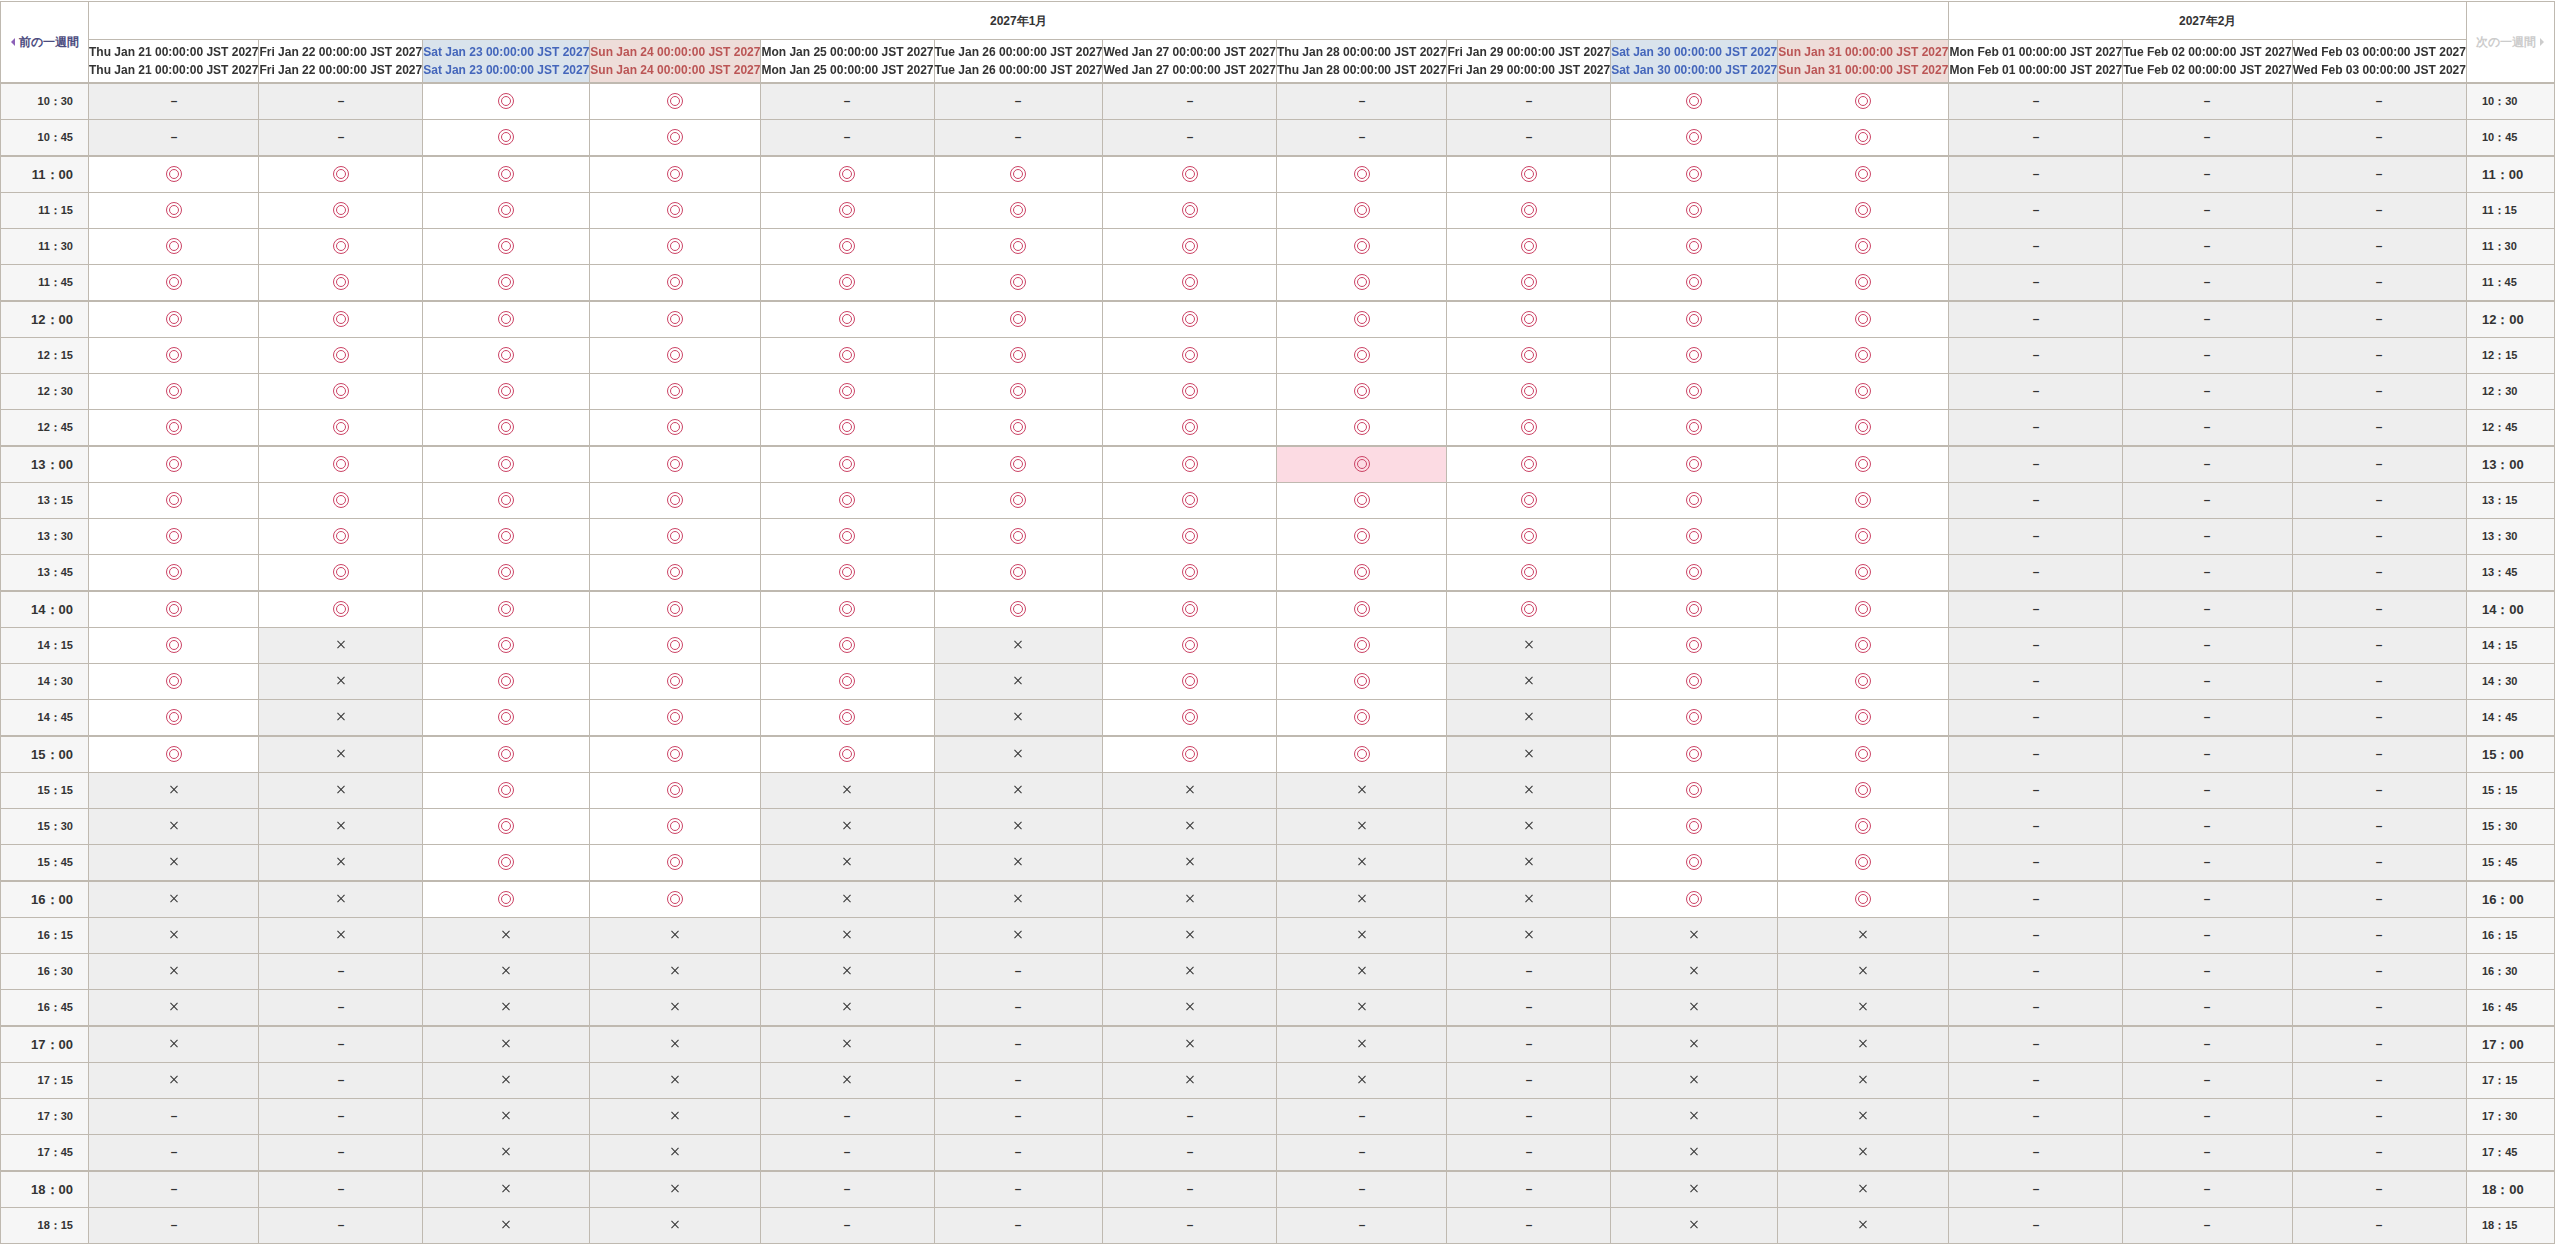 前の一週間 2027年1月 2027年2月 次の一週間
Thu Jan 21 00:00:00 JST 2027 Fri Jan 22 00:00:00 JST 2027 Sat Jan 23 00:00:00 JST 2027 Sun Jan 24 00:00:00 JST 2027 Mon Jan 25 00:00:00 JST 2027 Tue Jan 26 00:00:00 JST 2027 Wed Jan 27 00:00:00 JST 2027 Thu Jan 28 00:00:00 JST 2027 Fri Jan 29 00:00:00 JST 2027 Sat Jan 30 00:00:00 JST 2027 Sun Jan 31 00:00:00 JST 2027 Mon Feb 01 00:00:00 JST 2027 Tue Feb 02 00:00:00 JST 2027 Wed Feb 03 00:00:00 JST 2027
Thu Jan 21 00:00:00 JST 2027 Fri Jan 22 00:00:00 JST 2027 Sat Jan 23 00:00:00 JST 2027 Sun Jan 24 00:00:00 JST 2027 Mon Jan 25 00:00:00 JST 2027 Tue Jan 26 00:00:00 JST 2027 Wed Jan 27 00:00:00 JST 2027 Thu Jan 28 00:00:00 JST 2027 Fri Jan 29 00:00:00 JST 2027 Sat Jan 30 00:00:00 JST 2027 Sun Jan 31 00:00:00 JST 2027 Mon Feb 01 00:00:00 JST 2027 Tue Feb 02 00:00:00 JST 2027 Wed Feb 03 00:00:00 JST 2027
10：30 － － ◎ ◎ － － － － － ◎ ◎ － － － 10：30
10：45 － － ◎ ◎ － － － － － ◎ ◎ － － － 10：45
11：00 ◎ ◎ ◎ ◎ ◎ ◎ ◎ ◎ ◎ ◎ ◎ － － － 11：00
11：15 ◎ ◎ ◎ ◎ ◎ ◎ ◎ ◎ ◎ ◎ ◎ － － － 11：15
11：30 ◎ ◎ ◎ ◎ ◎ ◎ ◎ ◎ ◎ ◎ ◎ － － － 11：30
11：45 ◎ ◎ ◎ ◎ ◎ ◎ ◎ ◎ ◎ ◎ ◎ － － － 11：45
12：00 ◎ ◎ ◎ ◎ ◎ ◎ ◎ ◎ ◎ ◎ ◎ － － － 12：00
12：15 ◎ ◎ ◎ ◎ ◎ ◎ ◎ ◎ ◎ ◎ ◎ － － － 12：15
12：30 ◎ ◎ ◎ ◎ ◎ ◎ ◎ ◎ ◎ ◎ ◎ － － － 12：30
12：45 ◎ ◎ ◎ ◎ ◎ ◎ ◎ ◎ ◎ ◎ ◎ － － － 12：45
13：00 ◎ ◎ ◎ ◎ ◎ ◎ ◎ ◎ ◎ ◎ ◎ － － － 13：00
13：15 ◎ ◎ ◎ ◎ ◎ ◎ ◎ ◎ ◎ ◎ ◎ － － － 13：15
13：30 ◎ ◎ ◎ ◎ ◎ ◎ ◎ ◎ ◎ ◎ ◎ － － － 13：30
13：45 ◎ ◎ ◎ ◎ ◎ ◎ ◎ ◎ ◎ ◎ ◎ － － － 13：45
14：00 ◎ ◎ ◎ ◎ ◎ ◎ ◎ ◎ ◎ ◎ ◎ － － － 14：00
14：15 ◎ × ◎ ◎ ◎ × ◎ ◎ × ◎ ◎ － － － 14：15
14：30 ◎ × ◎ ◎ ◎ × ◎ ◎ × ◎ ◎ － － － 14：30
14：45 ◎ × ◎ ◎ ◎ × ◎ ◎ × ◎ ◎ － － － 14：45
15：00 ◎ × ◎ ◎ ◎ × ◎ ◎ × ◎ ◎ － － － 15：00
15：15 × × ◎ ◎ × × × × × ◎ ◎ － － － 15：15
15：30 × × ◎ ◎ × × × × × ◎ ◎ － － － 15：30
15：45 × × ◎ ◎ × × × × × ◎ ◎ － － － 15：45
16：00 × × ◎ ◎ × × × × × ◎ ◎ － － － 16：00
16：15 × × × × × × × × × × × － － － 16：15
16：30 × － × × × － × × － × × － － － 16：30
16：45 × － × × × － × × － × × － － － 16：45
17：00 × － × × × － × × － × × － － － 17：00
17：15 × － × × × － × × － × × － － － 17：15
17：30 － － × × － － － － － × × － － － 17：30
17：45 － － × × － － － － － × × － － － 17：45
18：00 － － × × － － － － － × × － － － 18：00
18：15 － － × × － － － － － × × － － － 18：15